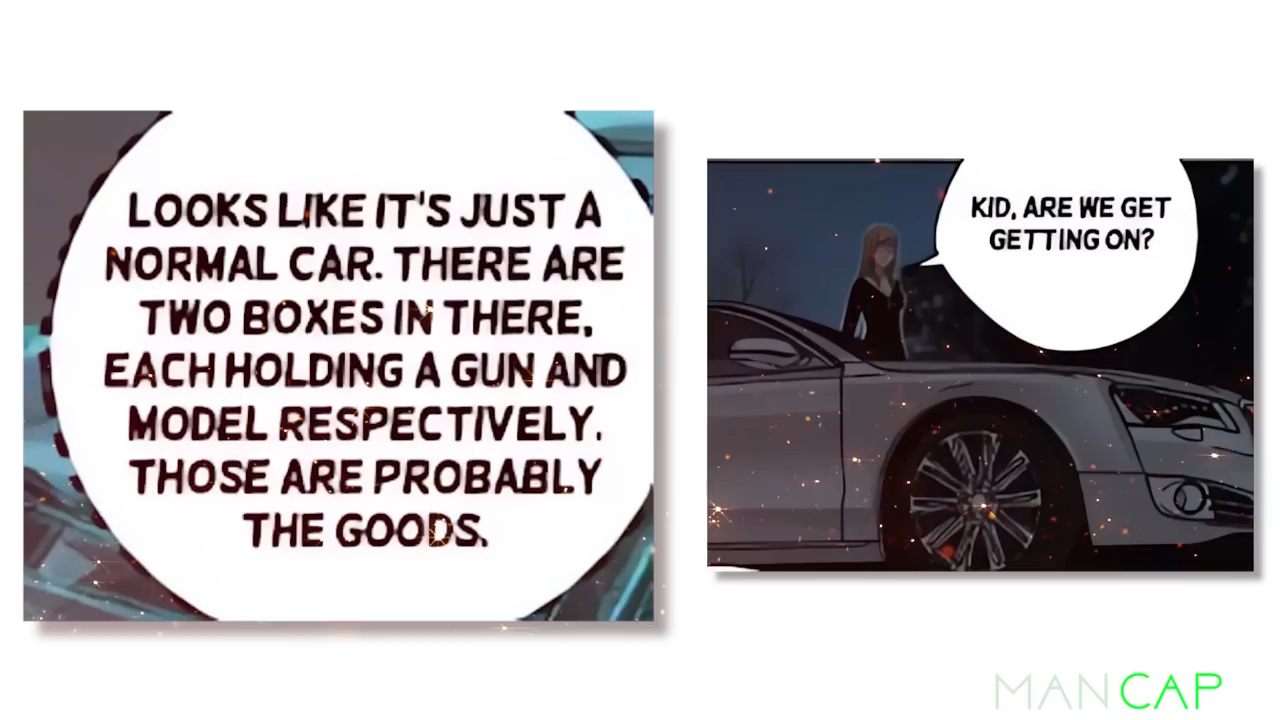 LOOKS LIKE IT'S JUST A
NORMAL CAR. THERE ARE
TWO BOXES IN THERE,
EACH HOLDING A GUN AND
MODEL RESPECTIVELY.
THOSE ARE PROBABLY
THE GOODS.
KID, ARE WE GET
GETTING ON?
MANCAP